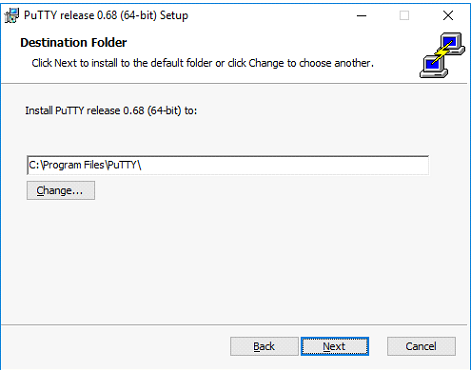 PuTTY release 0.68 (64-bit) Setup
Destination Folder
Click Next to install to the default folder or click Change to choose another.
Install PuTTY release 0.68 (64-bit) to:
C:\Program Files\PuTTY\
Change...
Back Next Cancel